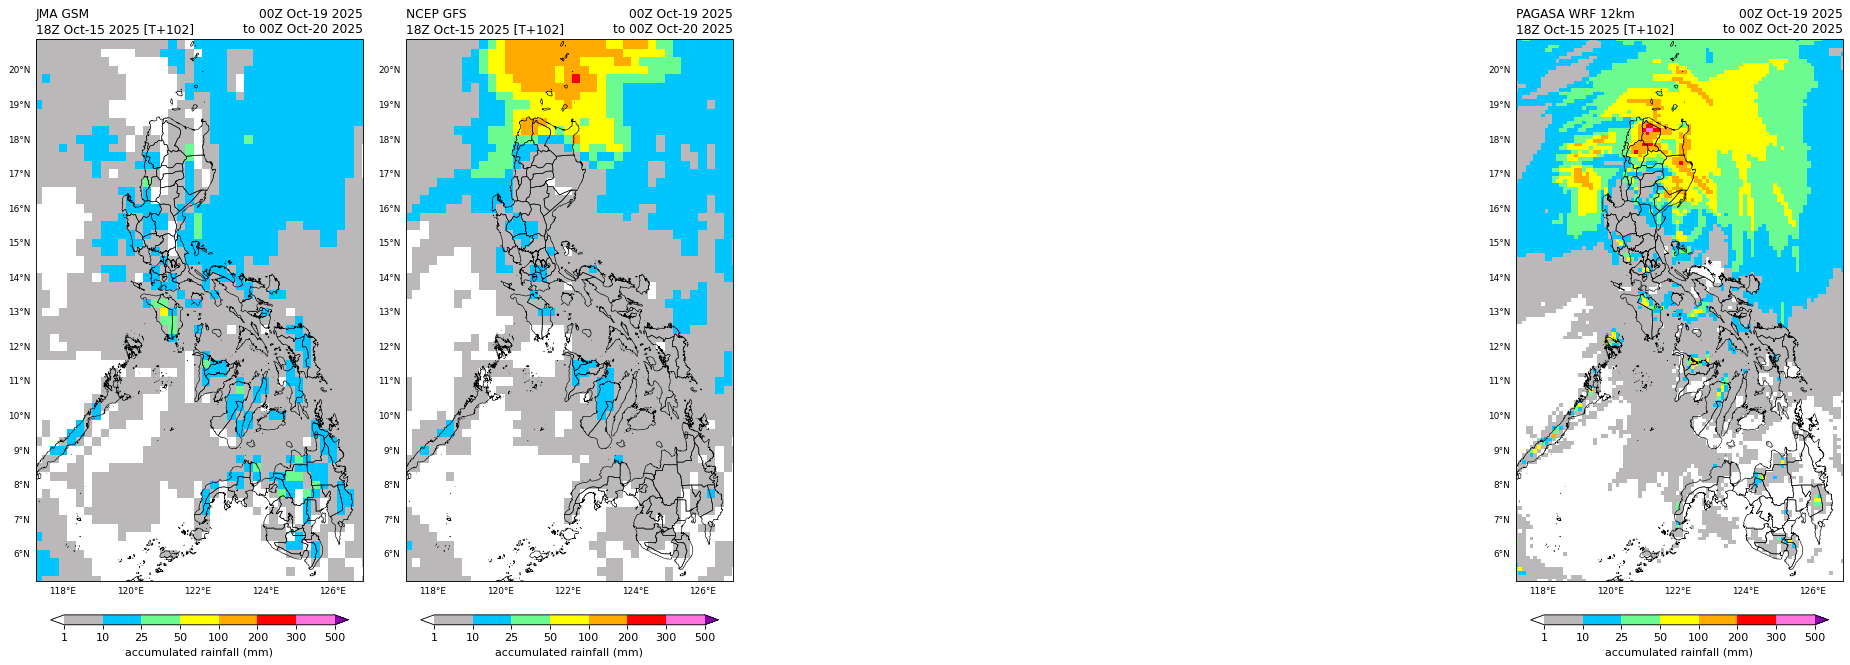 JMA GSM 00Z Oct-19 2025
18Z Oct-15 2025 [T+102] to 00Z Oct-20 2025
20°N
19°N
18°N
17°N
16°N
15°N
14°N
13°N
12°N
11°N
10°N
9°N
8°N
7°N
6°N
118°E 120°E 122°E 124°E 126°E
1 10 25 50 100 200 300 500
accumulated rainfall (mm)
NCEP GFS 00Z Oct-19 2025
18Z Oct-15 2025 [T+102] to 00Z Oct-20 2025
20°N
19°N
18°N
17°N
16°N
15°N
14°N
13°N
12°N
11°N
10°N
9°N
8°N
7°N
6°N
118°E 120°E 122°E 124°E 126°E
1 10 25 50 100 200 300 500
accumulated rainfall (mm)
PAGASA WRF 12km 00Z Oct-19 2025
18Z Oct-15 2025 [T+102] to 00Z Oct-20 2025
20°N
19°N
18°N
17°N
16°N
15°N
14°N
13°N
12°N
11°N
10°N
9°N
8°N
7°N
6°N
118°E 120°E 122°E 124°E 126°E
1 10 25 50 100 200 300 500
accumulated rainfall (mm)